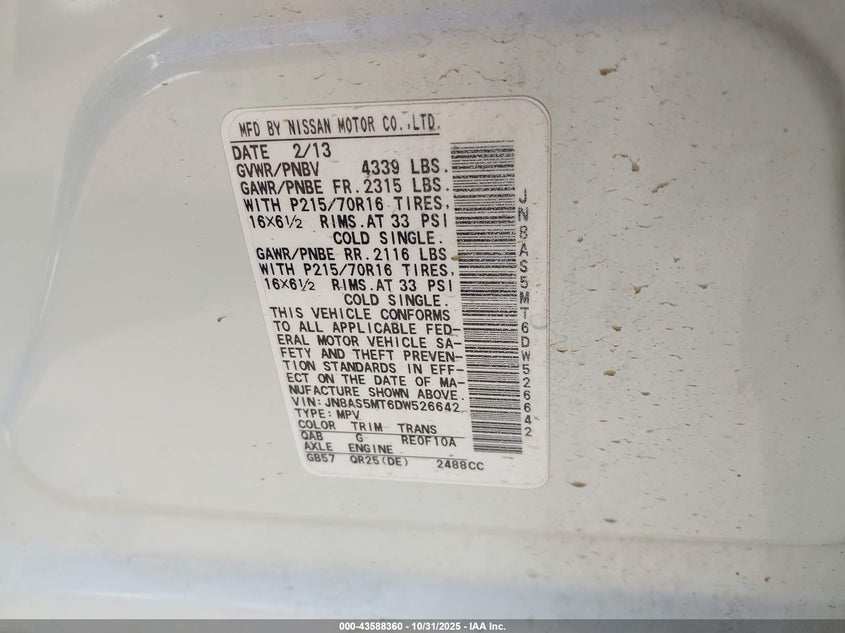 MFD BY NISSAN MOTOR CO.,LTD.
DATE 2/13
GVWR/PNBV 4339 LBS.
GAWR/PNBE FR.2315 LBS.
WITH P215/70R16 TIRES,
16×6½ RIMS.AT 33 PSI
COLD SINGLE.
GAWR/PNBE RR.2116 LBS.
WITH P215/70R16 TIRES,
16×6½ RIMS.AT 33 PSI
COLD SINGLE.
THIS VEHICLE CONFORMS
TO ALL APPLICABLE FED-
ERAL MOTOR VEHICLE SA-
FETY AND THEFT PREVEN-
TION STANDARDS IN EFF-
ECT ON THE DATE OF MA-
NUFACTURE SHOWN ABOVE.
VIN: JN8AS5MT6DW526642
TYPE: MPV
COLOR TRIM TRANS
QAB G RE0F10A
AXLE ENGINE
GB57 QR25(DE) 2488CC
JN8AS5MT6DW526642
000-43588360 - 10/31/2025 - IAA Inc.